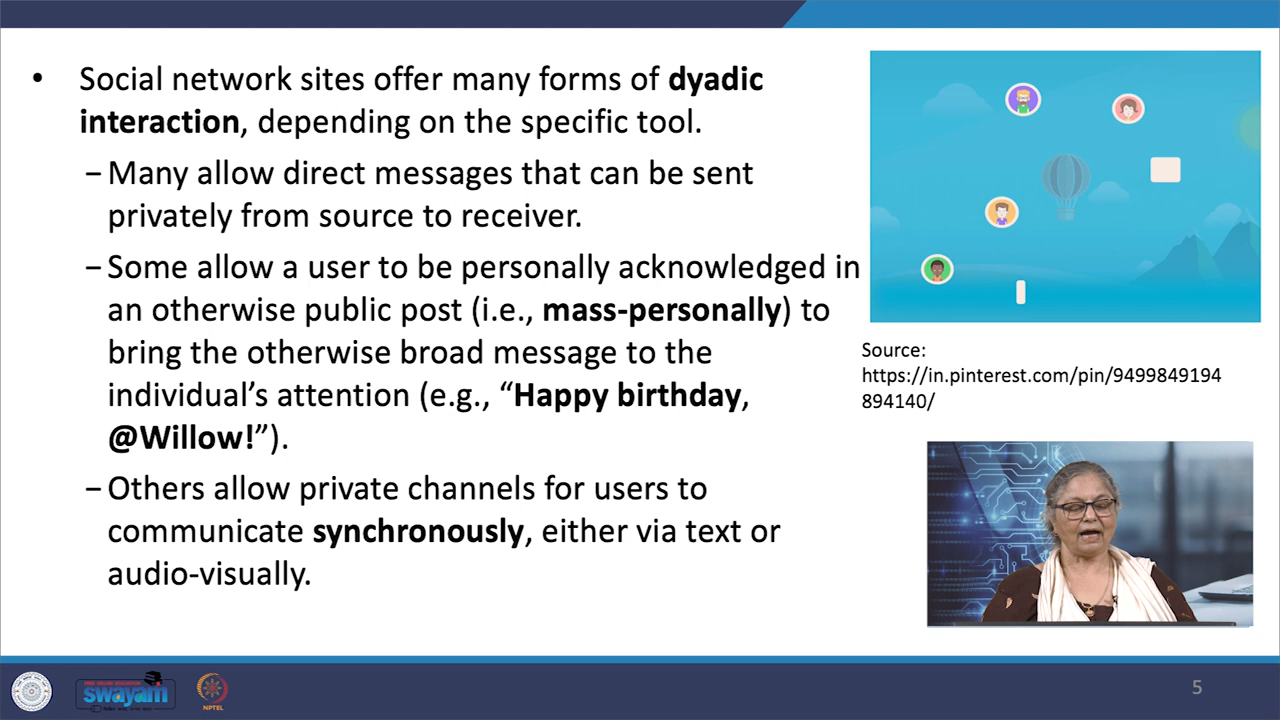 • Social network sites offer many forms of dyadic
interaction, depending on the specific tool.
– Many allow direct messages that can be sent
privately from source to receiver.
– Some allow a user to be personally acknowledged in
an otherwise public post (i.e., mass-personally) to
bring the otherwise broad message to the
individual’s attention (e.g., “Happy birthday,
@Willow!”).
– Others allow private channels for users to
communicate synchronously, either via text or
audio-visually.
Source:
https://in.pinterest.com/pin/9499849194
894140/
swayam
NPTEL
5